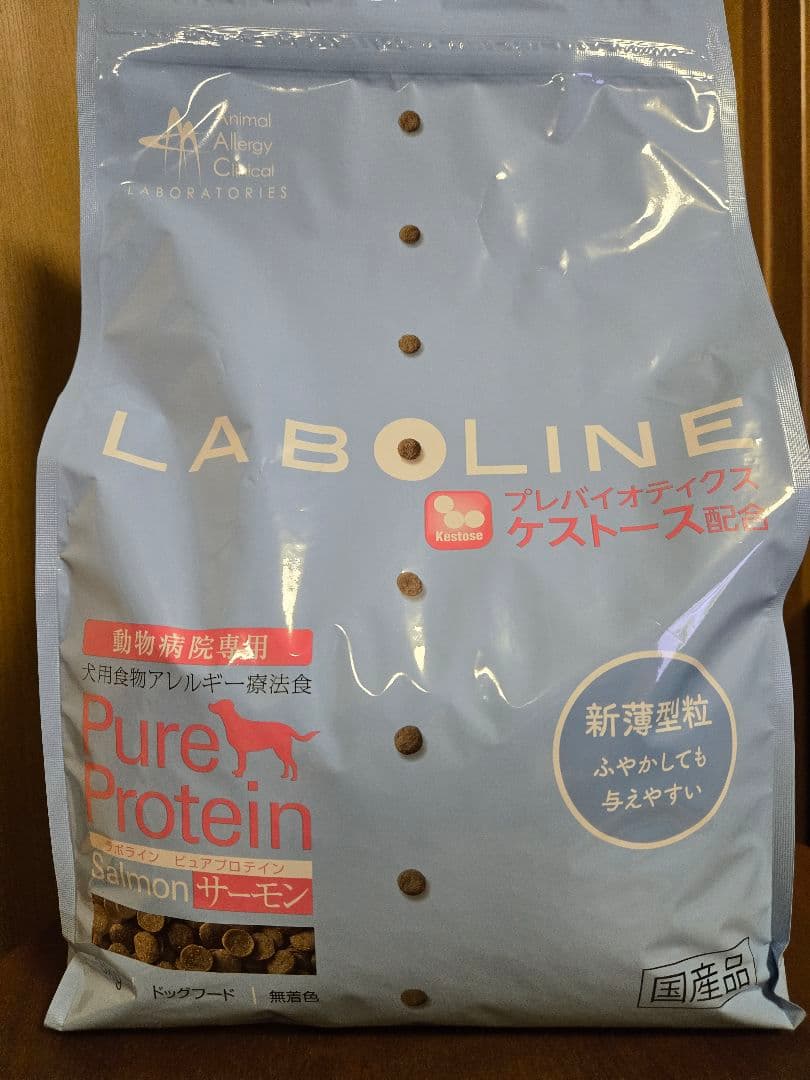 Animal
Allergy
Clinical
LABORATORIES
LABOLINE
Kestose
プレバイオティクス
ケストース配合
動物病院専用
犬用食物アレルギー療法食
Pure
Protein
ラボライン ピュアプロテイン
Salmon サーモン
ドッグフード | 無着色
新薄型粒
ふやかしても
与えやすい
国産品